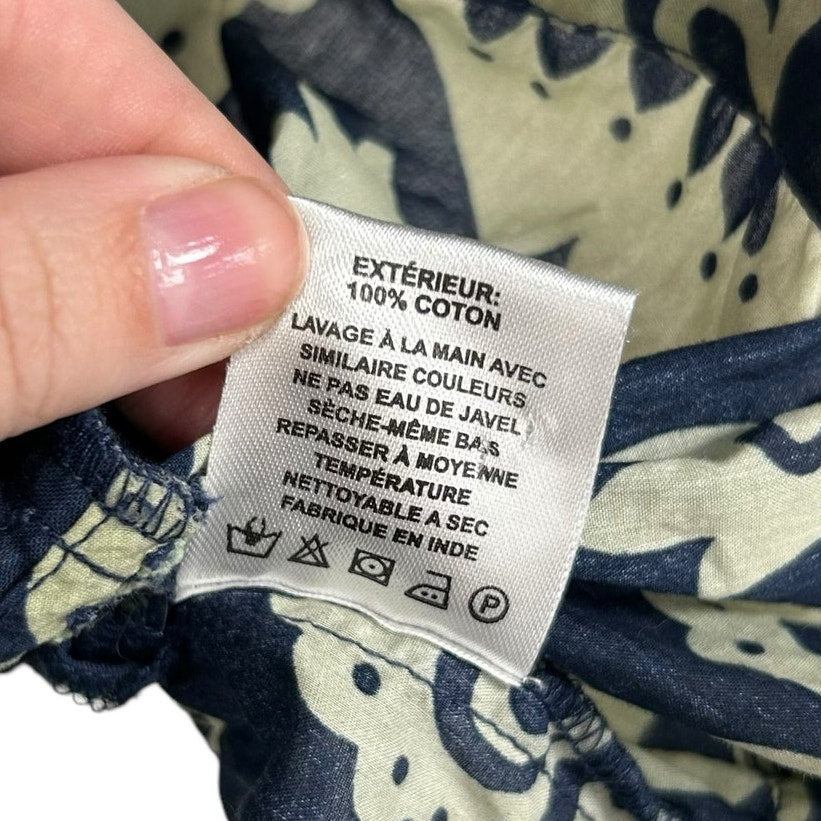 EXTÉRIEUR:
100% COTON
LAVAGE À LA MAIN AVEC
SIMILAIRE COULEURS
NE PAS EAU DE JAVEL
SÈCHE-MÊME BAS
REPASSER À MOYENNE
TEMPÉRATURE
NETTOYABLE A SEC
FABRIQUE EN INDE
P